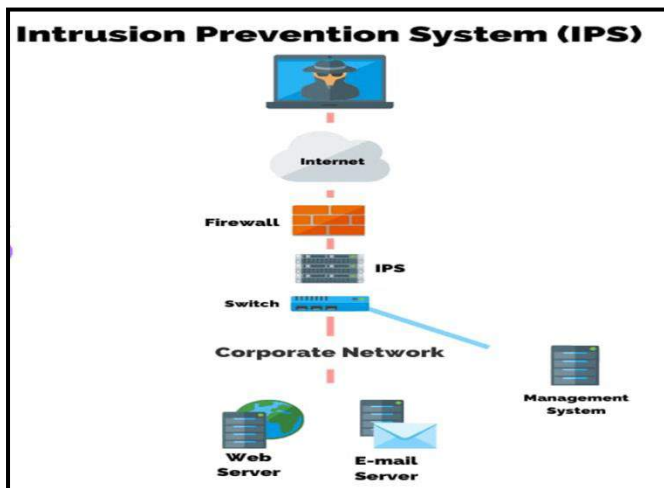 Intrusion Prevention System (IPS)
Internet
Firewall
IPS
Switch
Corporate Network
Management
System
Web
Server
E-mail
Server